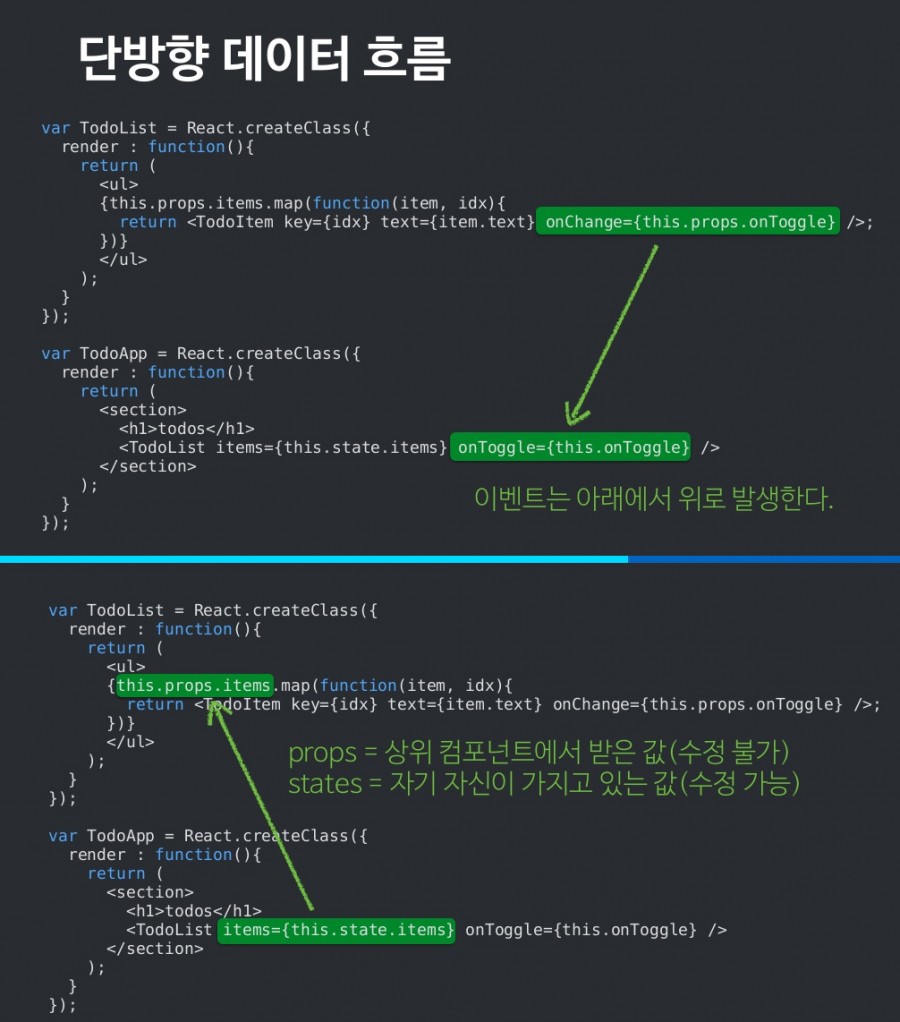 단방향 데이터 흐름
var TodoList = React.createClass({
  render : function(){
    return (
      <ul>
      {this.props.items.map(function(item, idx){
        return <TodoItem key={idx} text={item.text} onChange={this.props.onToggle} />;
      })}
      </ul>
    );
  }
});
var TodoApp = React.createClass({
  render : function(){
    return (
      <section>
        <h1>todos</h1>
        <TodoList items={this.state.items} onToggle={this.onToggle} />
      </section>
    );
  }
});
이벤트는 아래에서 위로 발생한다.
var TodoList = React.createClass({
  render : function(){
    return (
      <ul>
      {this.props.items.map(function(item, idx){
        return <TodoItem key={idx} text={item.text} onChange={this.props.onToggle} />;
      })}
      </ul>
    );
  }
});
props = 상위 컴포넌트에서 받은 값(수정 불가)
states = 자기 자신이 가지고 있는 값(수정 가능)
var TodoApp = React.createClass({
  render : function(){
    return (
      <section>
        <h1>todos</h1>
        <TodoList items={this.state.items} onToggle={this.onToggle} />
      </section>
    );
  }
});